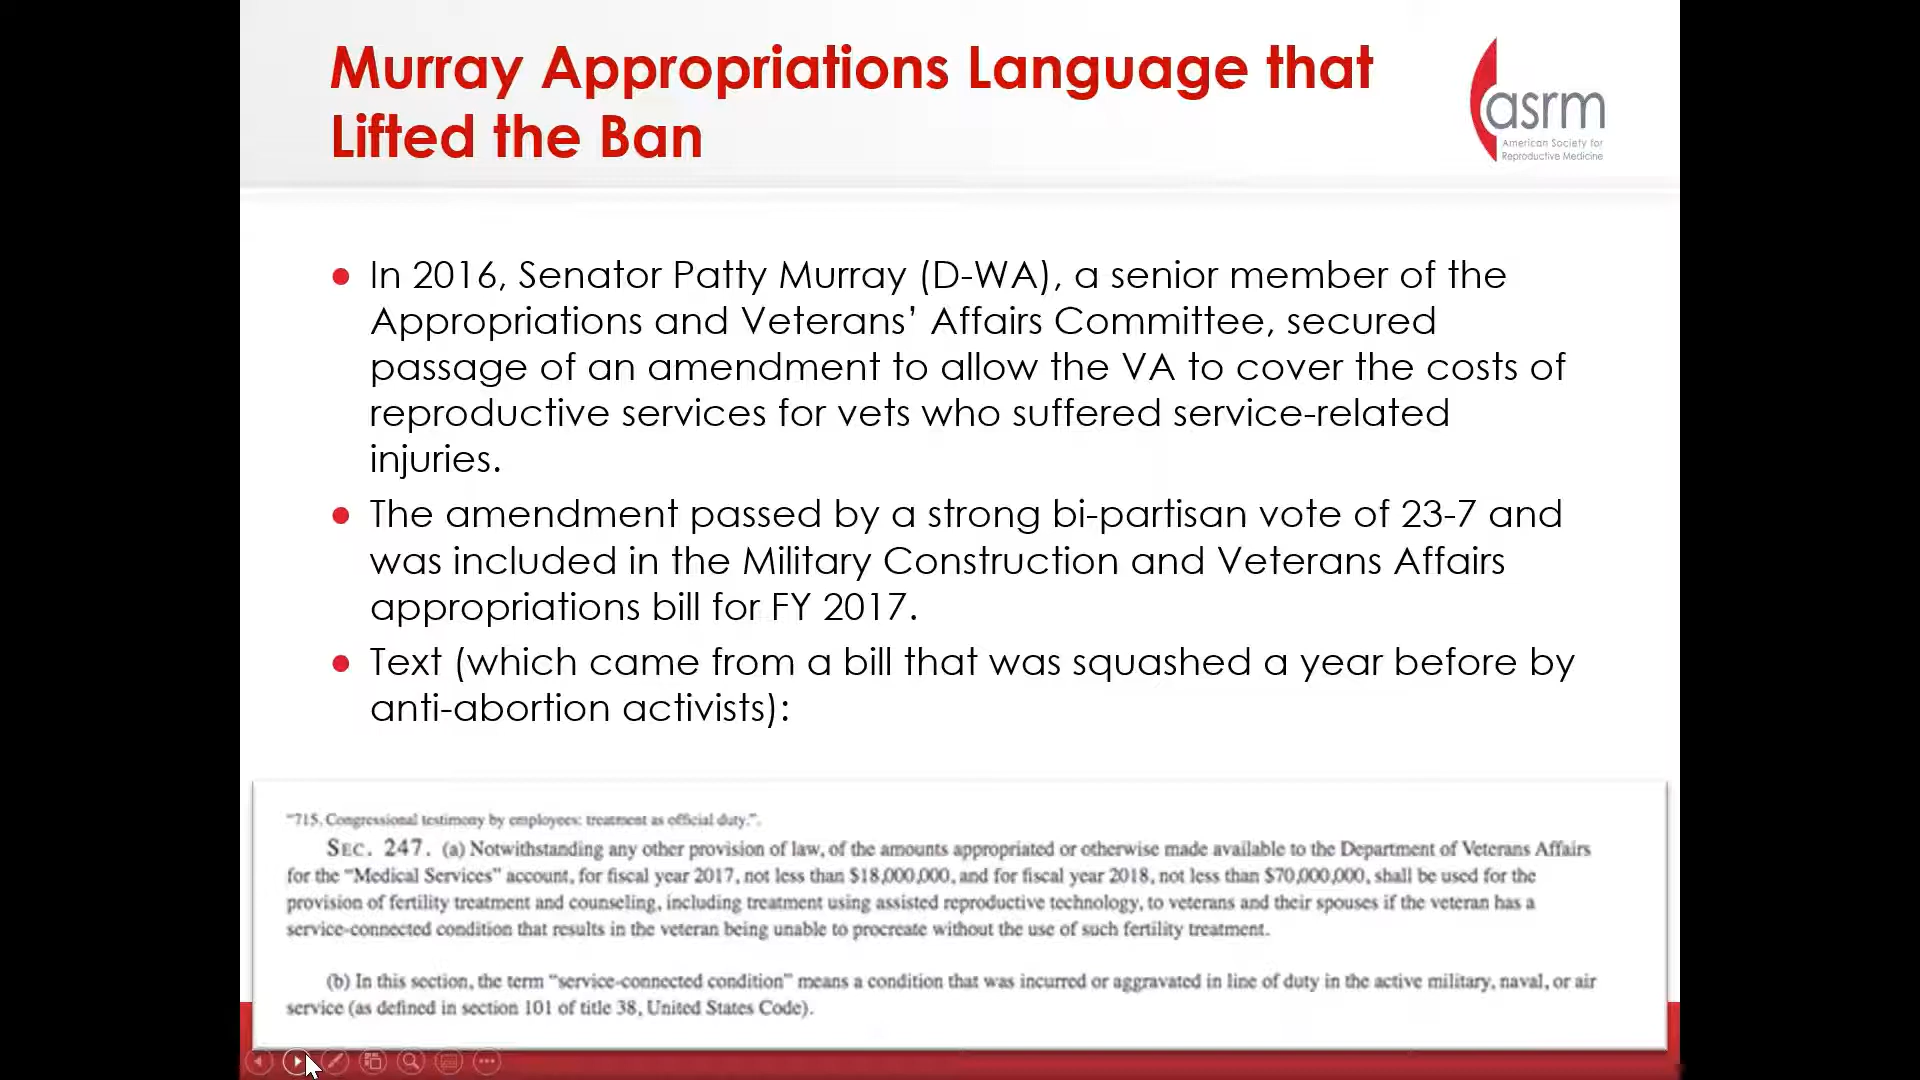 Murray Appropriations Language that
Lifted the Ban
asrm
American Society for
Reproductive Medicine
• In 2016, Senator Patty Murray (D-WA), a senior member of the
Appropriations and Veterans’ Affairs Committee, secured
passage of an amendment to allow the VA to cover the costs of
reproductive services for vets who suffered service-related
injuries.
• The amendment passed by a strong bi-partisan vote of 23-7 and
was included in the Military Construction and Veterans Affairs
appropriations bill for FY 2017.
• Text (which came from a bill that was squashed a year before by
anti-abortion activists):
“715. Congressional testimony by employees: treatment as official duty.”.
SEC. 247. (a) Notwithstanding any other provision of law, of the amounts appropriated or otherwise made available to the Department of Veterans Affairs
for the “Medical Services” account, for fiscal year 2017, not less than $18,000,000, and for fiscal year 2018, not less than $70,000,000, shall be used for the
provision of fertility treatment and counseling, including treatment using assisted reproductive technology, to veterans and their spouses if the veteran has a
service-connected condition that results in the veteran being unable to procreate without the use of such fertility treatment.
(b) In this section, the term “service-connected condition” means a condition that was incurred or aggravated in line of duty in the active military, naval, or air
service (as defined in section 101 of title 38, United States Code).